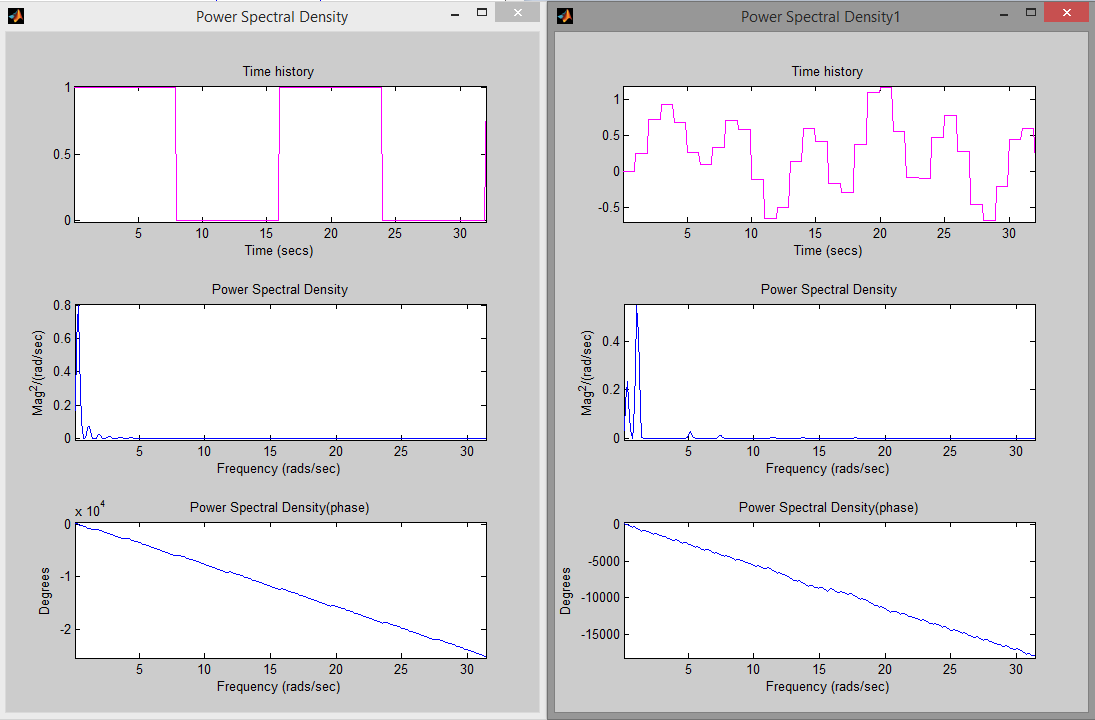 Power Spectral Density
Time history
1
0.5
0
5 10 15 20 25 30
Time (secs)
Power Spectral Density
0.8
0.6
0.4
0.2
0
Mag2/(rad/sec)
5 10 15 20 25 30
Frequency (rads/sec)
Power Spectral Density(phase)
x 10^4
0
-1
-2
Degrees
5 10 15 20 25 30
Frequency (rads/sec)
Power Spectral Density1
Time history
1
0.5
0
-0.5
5 10 15 20 25 30
Time (secs)
Power Spectral Density
0.4
0.2
0
Mag2/(rad/sec)
5 10 15 20 25 30
Frequency (rads/sec)
Power Spectral Density(phase)
0
-5000
-10000
-15000
Degrees
5 10 15 20 25 30
Frequency (rads/sec)